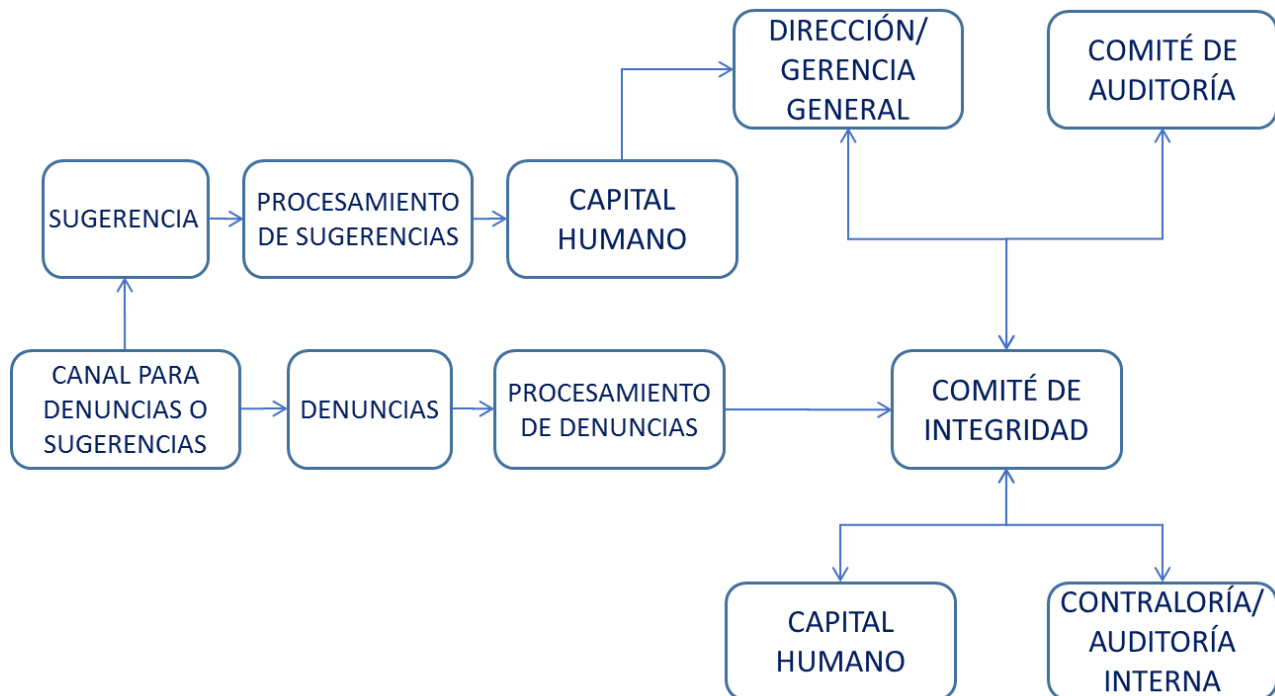 DIRECCIÓN/
GERENCIA
GENERAL
COMITÉ DE
AUDITORÍA
SUGERENCIA
PROCESAMIENTO
DE SUGERENCIAS
CAPITAL
HUMANO
CANAL PARA
DENUNCIAS O
SUGERENCIAS
DENUNCIAS
PROCESAMIENTO
DE DENUNCIAS
COMITÉ DE
INTEGRIDAD
CAPITAL
HUMANO
CONTRALORÍA/
AUDITORÍA
INTERNA